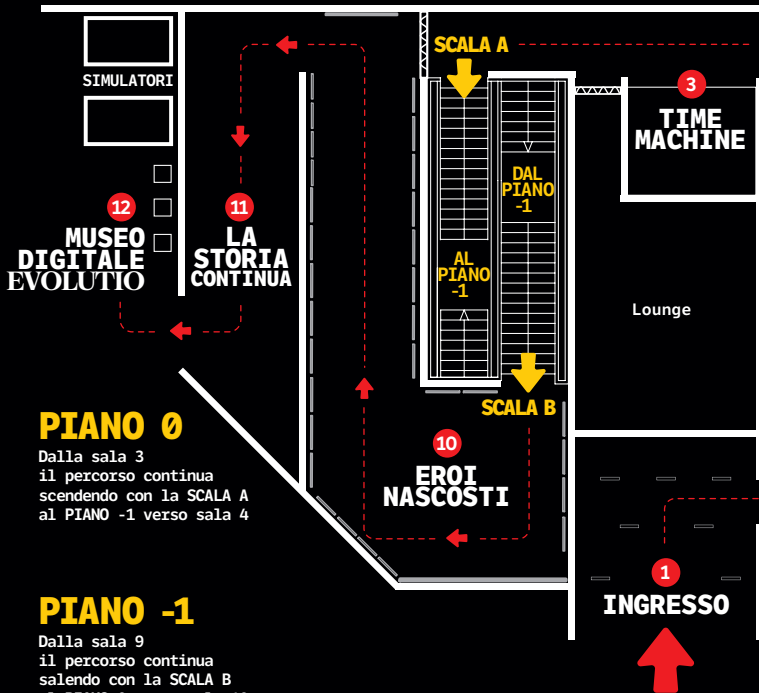 SCALA A
SIMULATORI
3
TIME
MACHINE
DAL
PIANO
-1
12
MUSEO
DIGITALE
EVOLUTIO
11
LA
STORIA
CONTINUA
AL
PIANO
-1
Lounge
SCALA B
PIANO 0
Dalla sala 3
il percorso continua
scendendo con la SCALA A
al PIANO -1 verso sala 4
10
EROI
NASCOSTI
1
INGRESSO
PIANO -1
Dalla sala 9
il percorso continua
salendo con la SCALA B